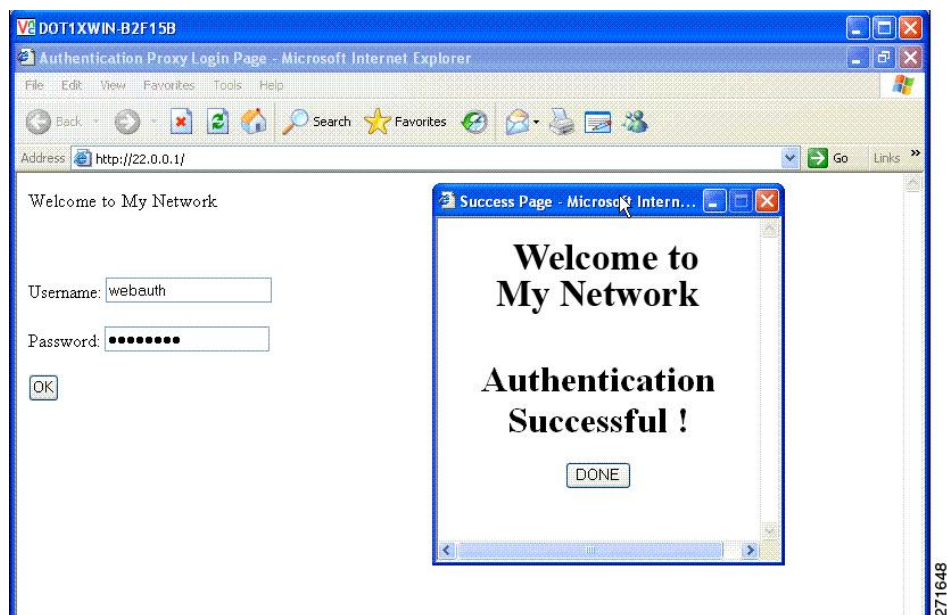 DOT1XWIN-B2F15B
Authentication Proxy Login Page - Microsoft Internet Explorer
File Edit View Favorites Tools Help
Back Search Favorites
Address http://22.0.0.1/ Go Links »
Welcome to My Network
Username: webauth
Password: ••••••••
OK
Success Page - Microsoft Intern...
Welcome to
My Network
Authentication
Successful !
DONE
271648